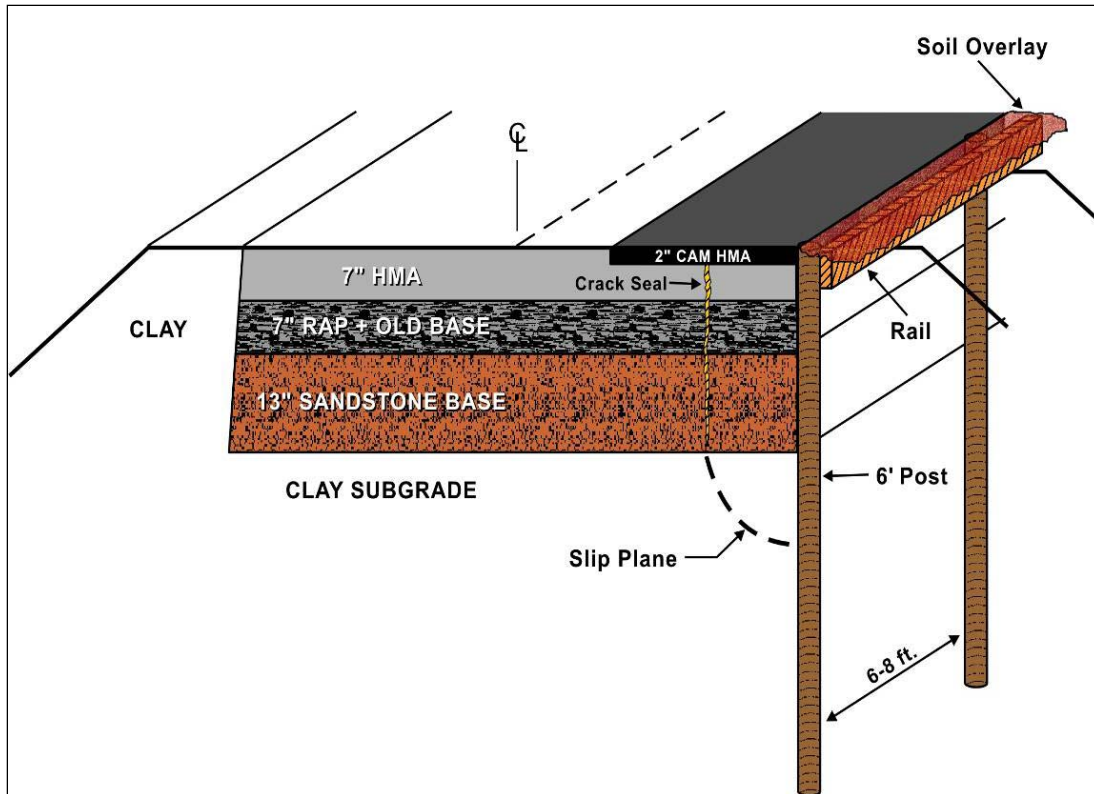 Soil Overlay
℄
2" CAM HMA
7" HMA
Crack Seal
CLAY
7" RAP + OLD BASE
Rail
13" SANDSTONE BASE
6' Post
CLAY SUBGRADE
Slip Plane
6-8 ft.